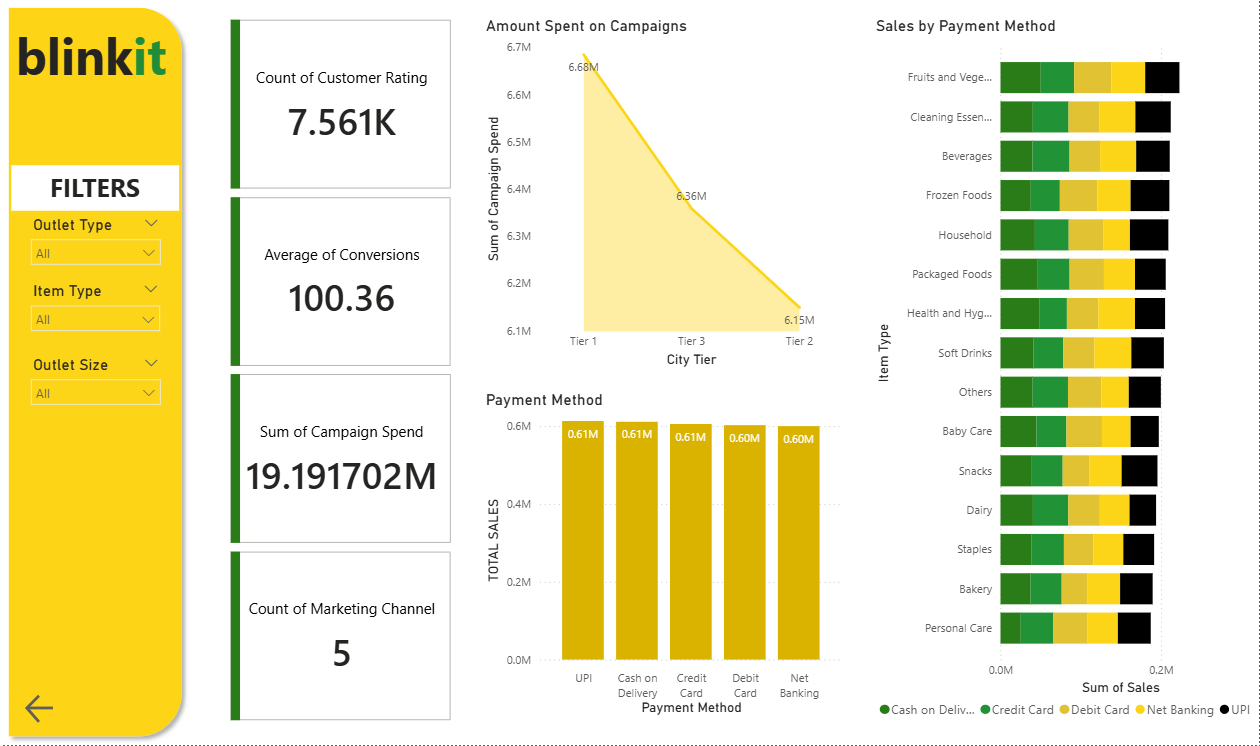 blinkit
FILTERS
Outlet Type
All
Item Type
All
Outlet Size
All
Count of Customer Rating
7.561K
Average of Conversions
100.36
Sum of Campaign Spend
19.191702M
Count of Marketing Channel
5
Amount Spent on Campaigns
Sum of Campaign Spend
6.7M
6.6M
6.5M
6.4M
6.3M
6.2M
6.1M
6.68M
6.36M
6.15M
Tier 1
Tier 3
Tier 2
City Tier
Payment Method
TOTAL SALES
0.6M
0.4M
0.2M
0.0M
0.61M
0.61M
0.61M
0.60M
0.60M
UPI
Cash on
Delivery
Credit
Card
Debit
Card
Net
Banking
Payment Method
Sales by Payment Method
Item Type
Fruits and Vege...
Cleaning Essen...
Beverages
Frozen Foods
Household
Packaged Foods
Health and Hyg...
Soft Drinks
Others
Baby Care
Snacks
Dairy
Staples
Bakery
Personal Care
0.0M
0.2M
Sum of Sales
Cash on Deliv...
Credit Card
Debit Card
Net Banking
UPI